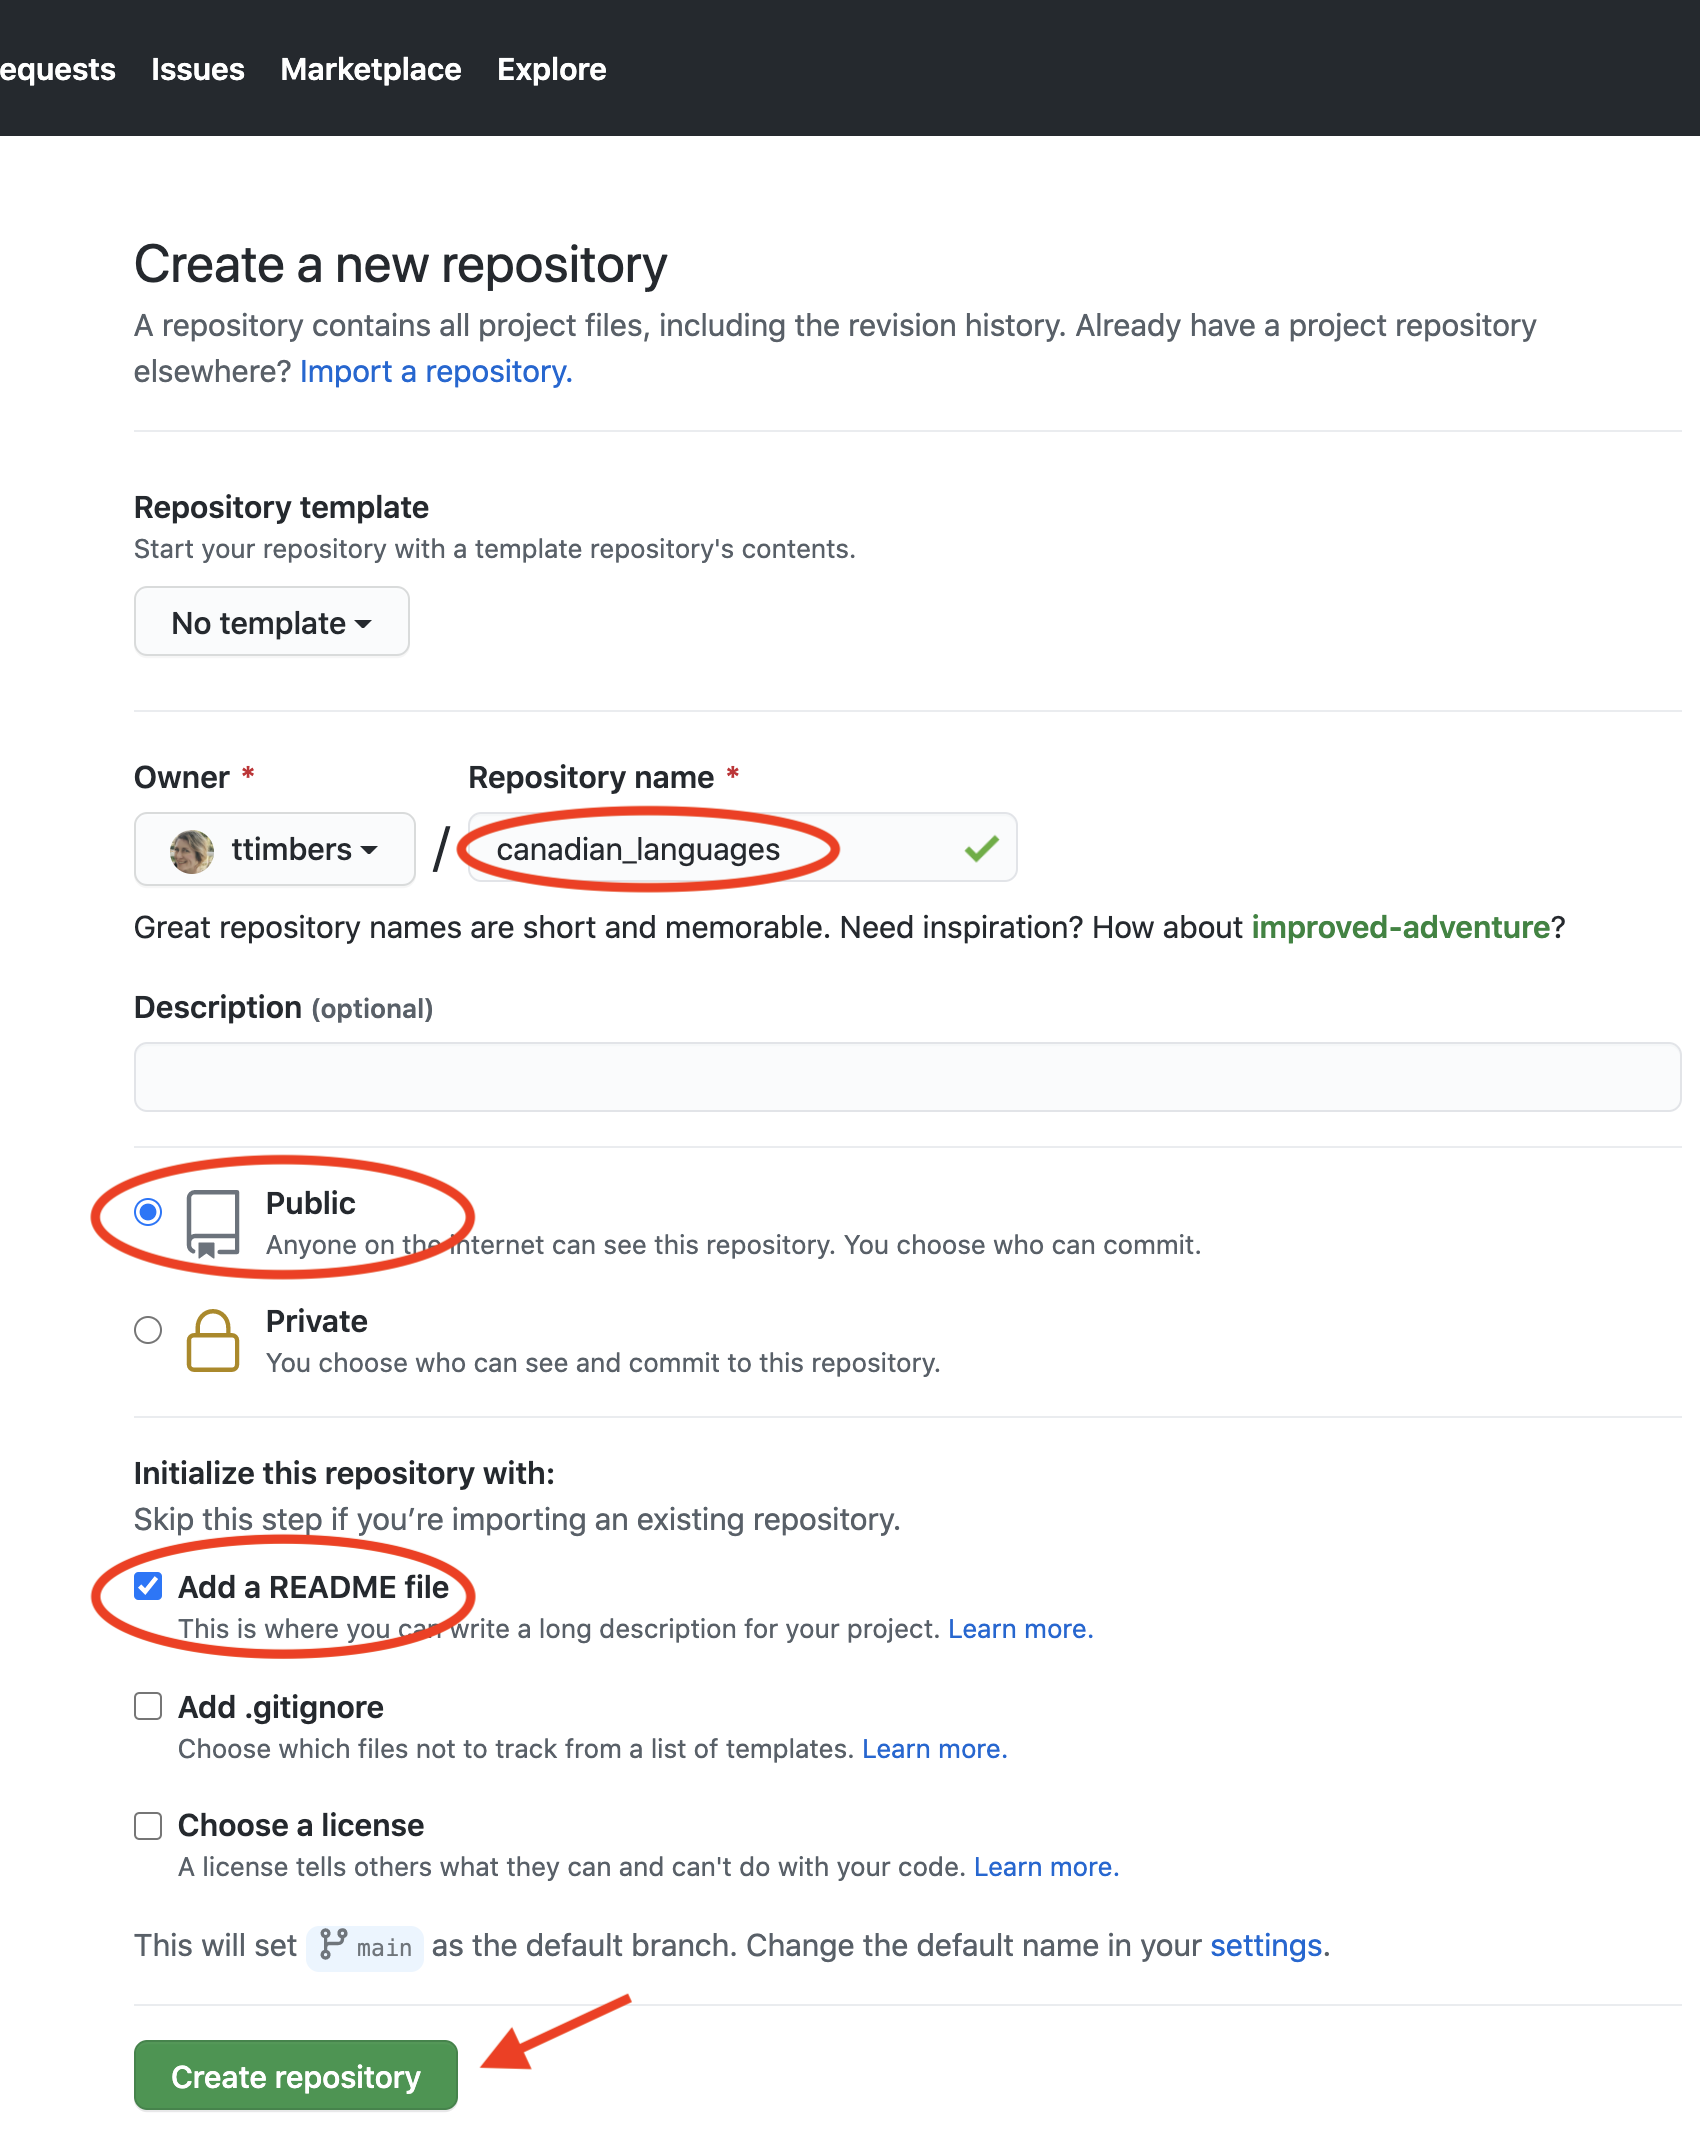 equests Issues Marketplace Explore
Create a new repository
A repository contains all project files, including the revision history. Already have a project repository
elsewhere? Import a repository.
Repository template
Start your repository with a template repository's contents.
No template
Owner * Repository name *
ttimbers / canadian_languages
Great repository names are short and memorable. Need inspiration? How about improved-adventure?
Description (optional)
Public
Anyone on the internet can see this repository. You choose who can commit.
Private
You choose who can see and commit to this repository.
Initialize this repository with:
Skip this step if you’re importing an existing repository.
Add a README file
This is where you can write a long description for your project. Learn more.
Add .gitignore
Choose which files not to track from a list of templates. Learn more.
Choose a license
A license tells others what they can and can't do with your code. Learn more.
This will set main as the default branch. Change the default name in your settings.
Create repository